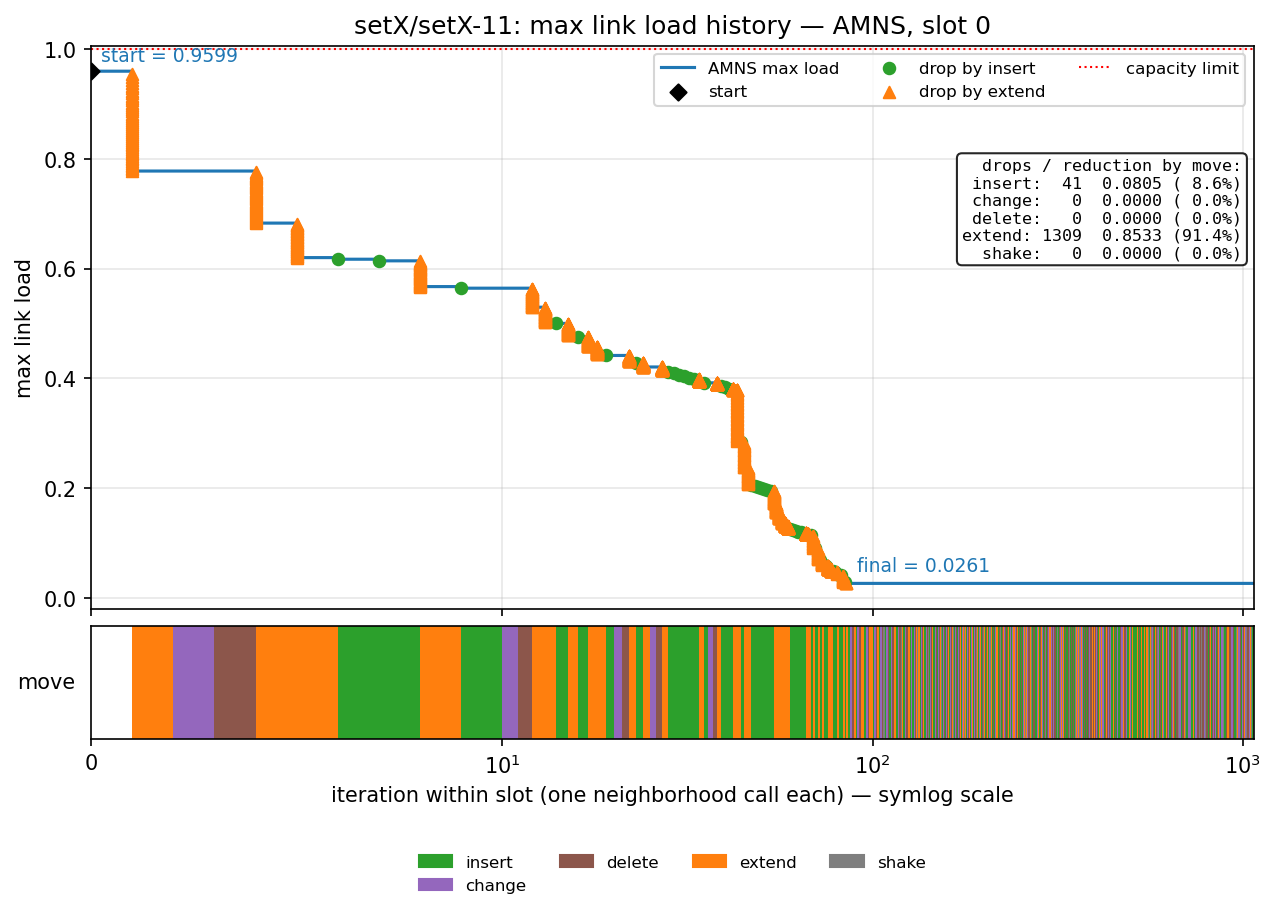 setX/setX-11: max link load history — AMNS, slot 0
start = 0.9599
AMNS max load
start
drop by insert
drop by extend
capacity limit
drops / reduction by move:
insert: 41 0.0805 ( 8.6%)
change: 0 0.0000 ( 0.0%)
delete: 0 0.0000 ( 0.0%)
extend: 1309 0.8533 (91.4%)
shake: 0 0.0000 ( 0.0%)
max link load
1.0
0.8
0.6
0.4
0.2
0.0
final = 0.0261
move
0
10¹
10²
10³
iteration within slot (one neighborhood call each) — symlog scale
insert
change
delete
extend
shake